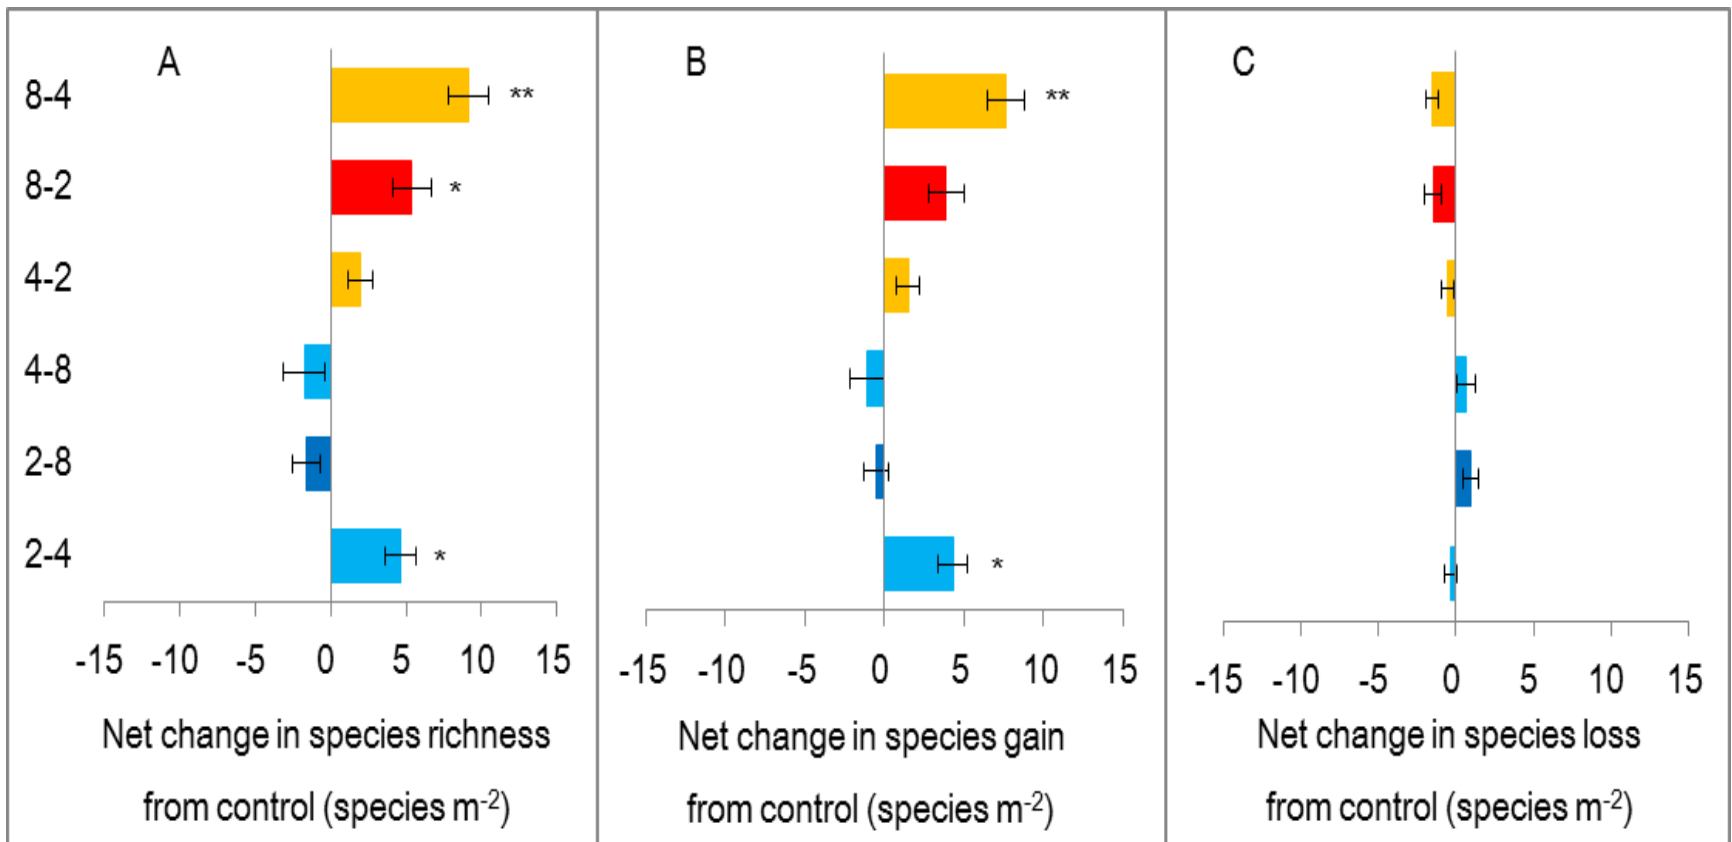 A
8-4
**
8-2
*
4-2
4-8
2-8
2-4
*
-15 -10 -5 0 5 10 15
Net change in species richness
from control (species m-2)
B
**
*
-15 -10 -5 0 5 10 15
Net change in species gain
from control (species m-2)
C
-15 -10 -5 0 5 10 15
Net change in species loss
from control (species m-2)